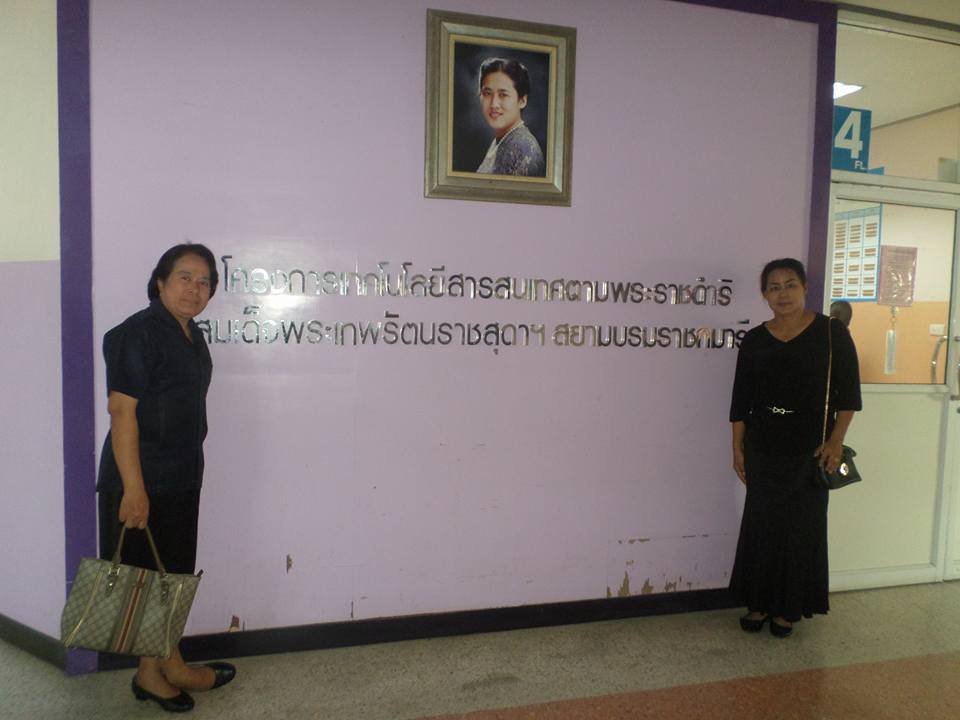 4
FL.
โครงการเทคโนโลยีสารสนเทศตามพระราชดำริ
สมเด็จพระเทพรัตนราชสุดาฯ สยามบรมราชกุมารี